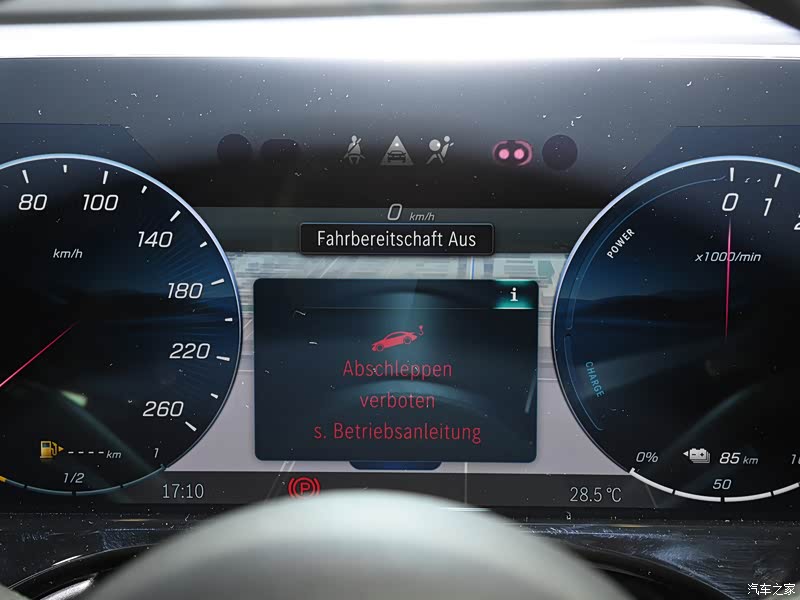 80
100
140
180
220
260
km/h
0 km/h
Fahrbereitschaft Aus
i
Abschleppen
verboten
s. Betriebsanleitung
0
1
2
x1000/min
POWER
CHARGE
---- km
1/2
1
0%
85 km
50
17:10
P
28.5 °C
汽车之家